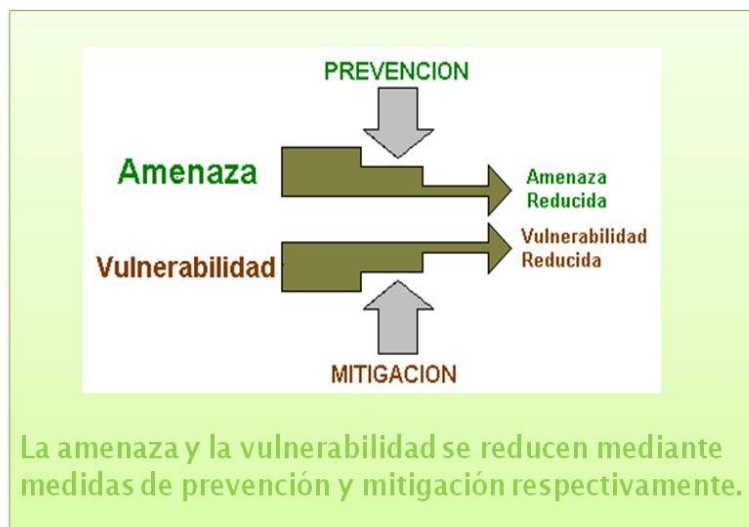 PREVENCION
Amenaza
Amenaza
Reducida
Vulnerabilidad
Vulnerabilidad
Reducida
MITIGACION
La amenaza y la vulnerabilidad se reducen mediante
medidas de prevención y mitigación respectivamente.